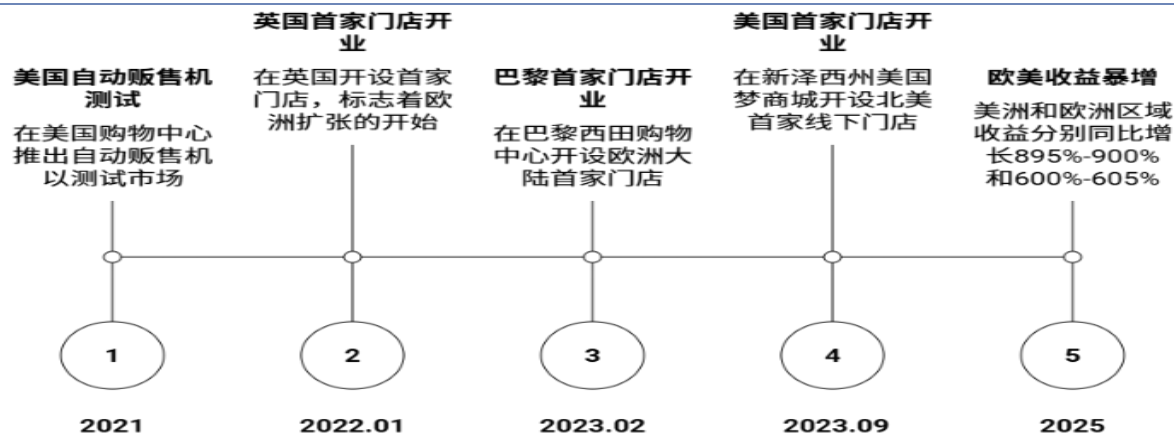 美国自动贩售机
测试
在美国购物中心
推出自动贩售机
以测试市场
英国首家门店开
业
在英国开设首家
门店，标志着欧
洲扩张的开始
巴黎首家门店开
业
在巴黎西田购物
中心开设欧洲大
陆首家门店
美国首家门店开
业
在新泽西州美国
梦商城开设北美
首家线下门店
欧美收益暴增
美洲和欧洲区域
收益分别同比增
长895%-900%
和600%-605%
1
2
3
4
5
2021
2022.01
2023.02
2023.09
2025